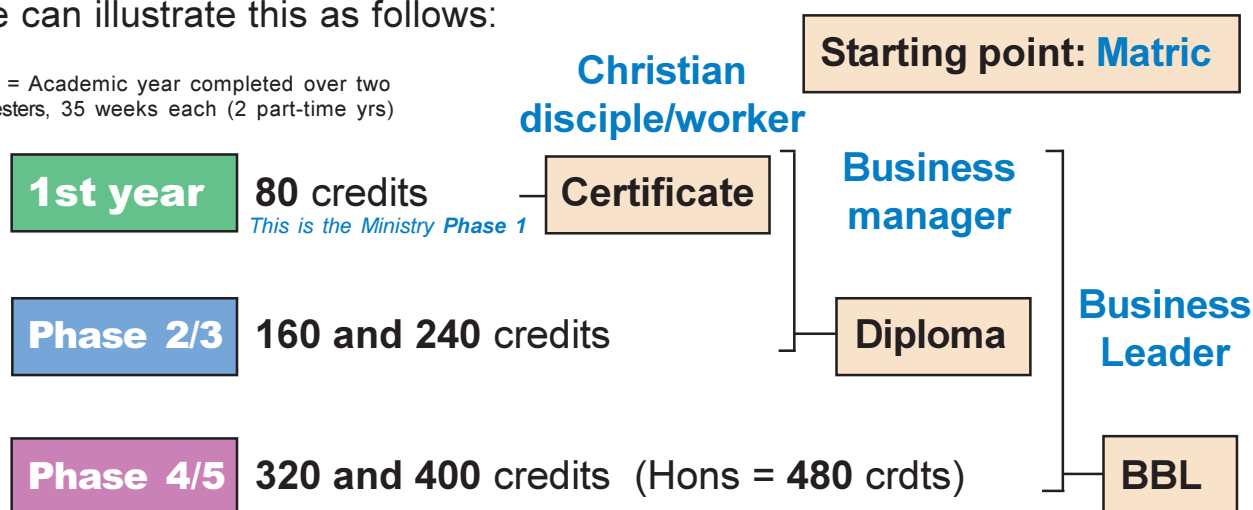 e can illustrate this as follows:
Starting point: Matric
= Academic year completed over two
esters, 35 weeks each (2 part-time yrs)
Christian
disciple/worker
1st year
80 credits
This is the Ministry Phase 1
Certificate
Business
manager
Phase 2/3
160 and 240 credits
Diploma
Business
Leader
Phase 4/5
320 and 400 credits (Hons = 480 crdts)
BBL